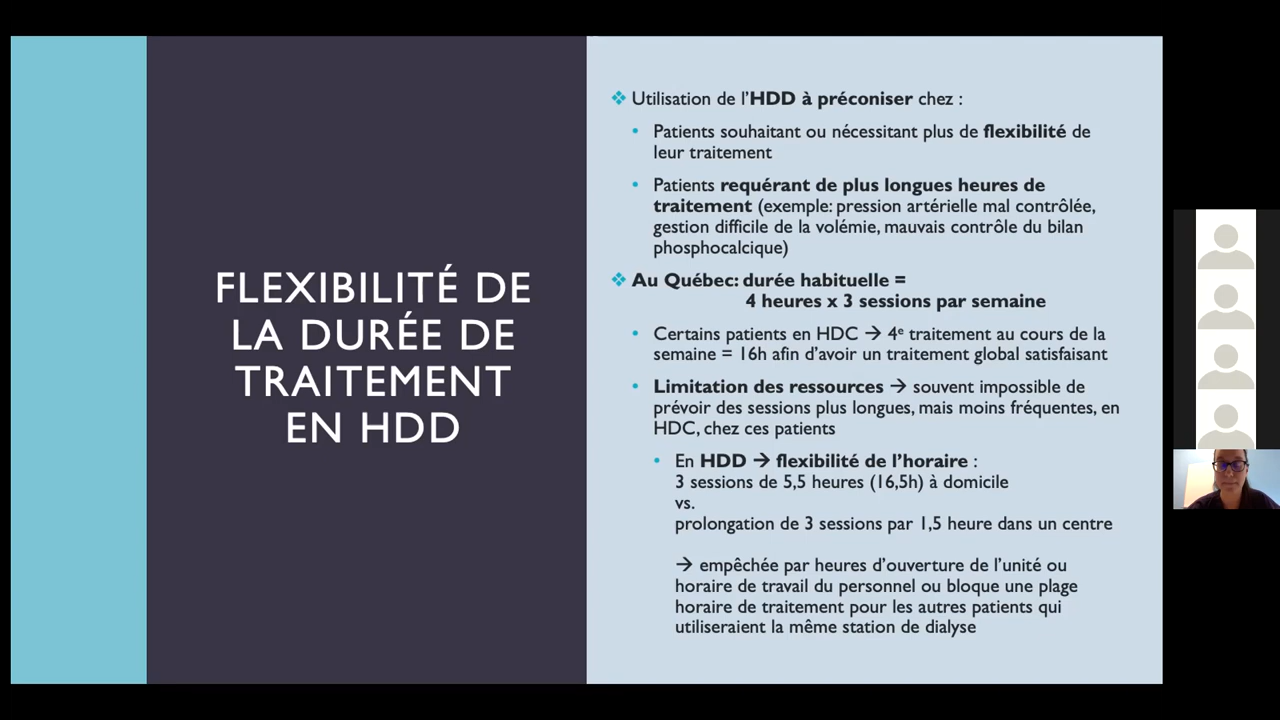 FLEXIBILITÉ DE
LA DURÉE DE
TRAITEMENT
EN HDD
❖ Utilisation de l'HDD à préconiser chez :
• Patients souhaitant ou nécessitant plus de flexibilité de
leur traitement
• Patients requérant de plus longues heures de
traitement (exemple: pression artérielle mal contrôlée,
gestion difficile de la volémie, mauvais contrôle du bilan
phosphocalcique)
❖ Au Québec: durée habituelle =
4 heures x 3 sessions par semaine
• Certains patients en HDC → 4e traitement au cours de la
semaine = 16h afin d'avoir un traitement global satisfaisant
• Limitation des ressources → souvent impossible de
prévoir des sessions plus longues, mais moins fréquentes, en
HDC, chez ces patients
• En HDD → flexibilité de l'horaire :
3 sessions de 5,5 heures (16,5h) à domicile
vs.
prolongation de 3 sessions par 1,5 heure dans un centre
→ empêchée par heures d'ouverture de l'unité ou
horaire de travail du personnel ou bloque une plage
horaire de traitement pour les autres patients qui
utiliseraient la même station de dialyse